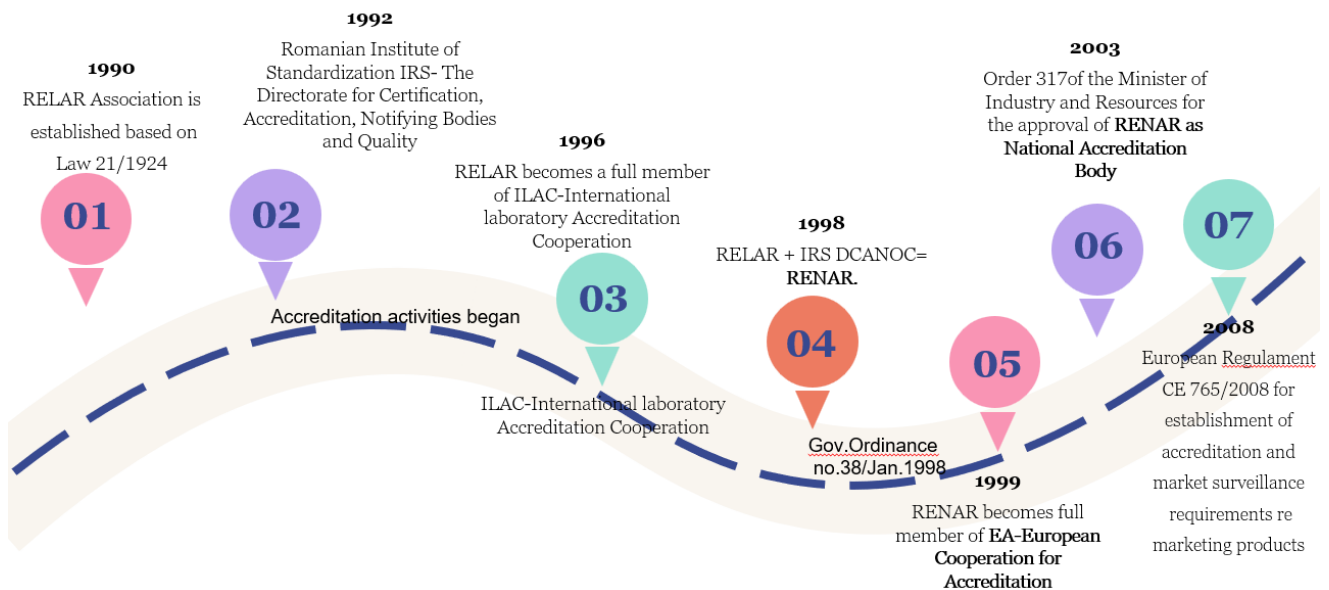 1990
RELAR Association is
established based on
Law 21/1924
01
1992
Romanian Institute of
Standardization IRS- The
Directorate for Certification,
Accreditation, Notifying Bodies
and Quality
02
Accreditation activities began
1996
RELAR becomes a full member
of ILAC-International
laboratory Accreditation
Cooperation
03
ILAC-International laboratory
Accreditation Cooperation
1998
RELAR + IRS DCANOC=
RENAR.
04
Gov.Ordinance
no.38/Jan.1998
05
1999
RENAR becomes full
member of EA-European
Cooperation for
Accreditation
2003
Order 317of the Minister of
Industry and Resources for
the approval of RENAR as
National Accreditation
Body
06
07
2008
European Regulament
CE 765/2008 for
establishment of
accreditation and
market surveillance
requirements re
marketing products